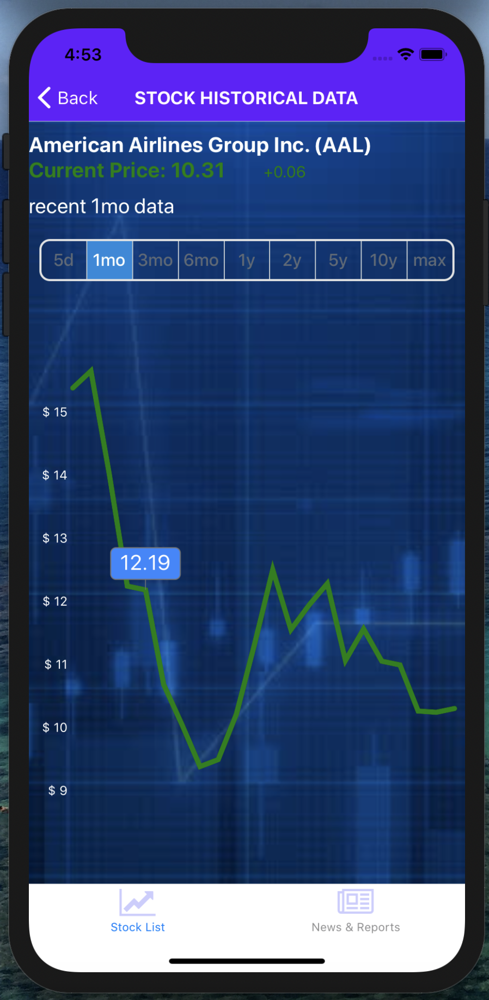 4:53
Back STOCK HISTORICAL DATA
American Airlines Group Inc. (AAL)
Current Price: 10.31 +0.06
recent 1mo data
5d 1mo 3mo 6mo 1y 2y 5y 10y max
$ 15
$ 14
$ 13
12.19
$ 12
$ 11
$ 10
$ 9
Stock List News & Reports